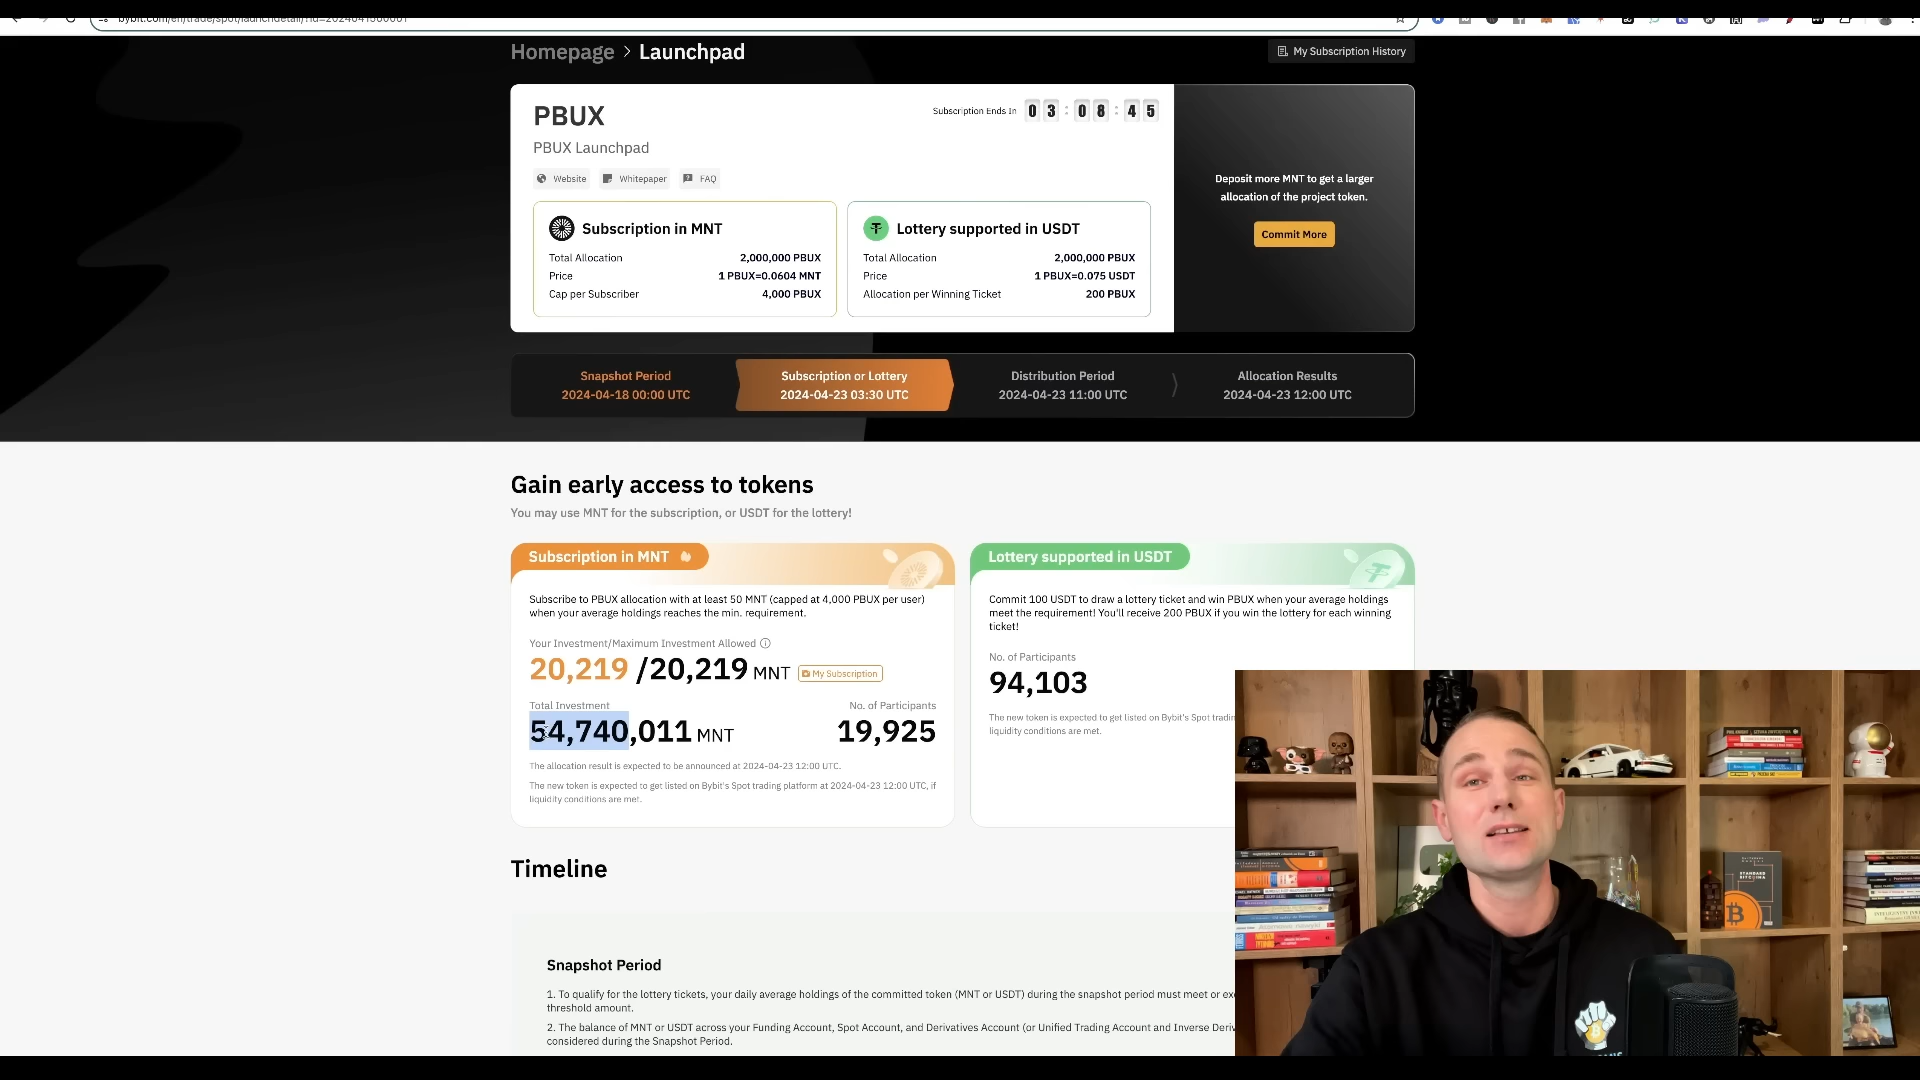 Homepage > Launchpad
My Subscription History
PBUX
Subscription Ends In 03 : 08 : 45
PBUX Launchpad
Website Whitepaper FAQ
Deposit more MNT to get a larger
allocation of the project token.
Commit More
Subscription in MNT
Total Allocation 2,000,000 PBUX
Price 1 PBUX=0.0604 MNT
Cap per Subscriber 4,000 PBUX
Lottery supported in USDT
Total Allocation 2,000,000 PBUX
Price 1 PBUX=0.075 USDT
Allocation per Winning Ticket 200 PBUX
Snapshot Period
2024-04-18 00:00 UTC
Subscription or Lottery
2024-04-23 03:30 UTC
Distribution Period
2024-04-23 11:00 UTC
Allocation Results
2024-04-23 12:00 UTC
Gain early access to tokens
You may use MNT for the subscription, or USDT for the lottery!
Subscription in MNT
Subscribe to PBUX allocation with at least 50 MNT (capped at 4,000 PBUX per user)
when your average holdings reaches the min. requirement.
Your Investment/Maximum Investment Allowed
20,219 /20,219 MNT My Subscription
Total Investment No. of Participants
54,740,011 MNT 19,925
The allocation result is expected to be announced at 2024-04-23 12:00 UTC.
The new token is expected to get listed on Bybit's Spot trading platform at 2024-04-23 12:00 UTC, if
liquidity conditions are met.
Lottery supported in USDT
Commit 100 USDT to draw a lottery ticket and win PBUX when your average holdings
meet the requirement! You'll receive 200 PBUX if you win the lottery for each winning
ticket!
No. of Participants
94,103
The new token is expected to get listed on Bybit's Spot tradin
liquidity conditions are met.
Timeline
Snapshot Period
1. To qualify for the lottery tickets, your daily average holdings of the committed token (MNT or USDT) during the snapshot period must meet or ex
threshold amount.
2. The balance of MNT or USDT across your Funding Account, Spot Account, and Derivatives Account (or Unified Trading Account and Inverse Deriv
considered during the Snapshot Period.